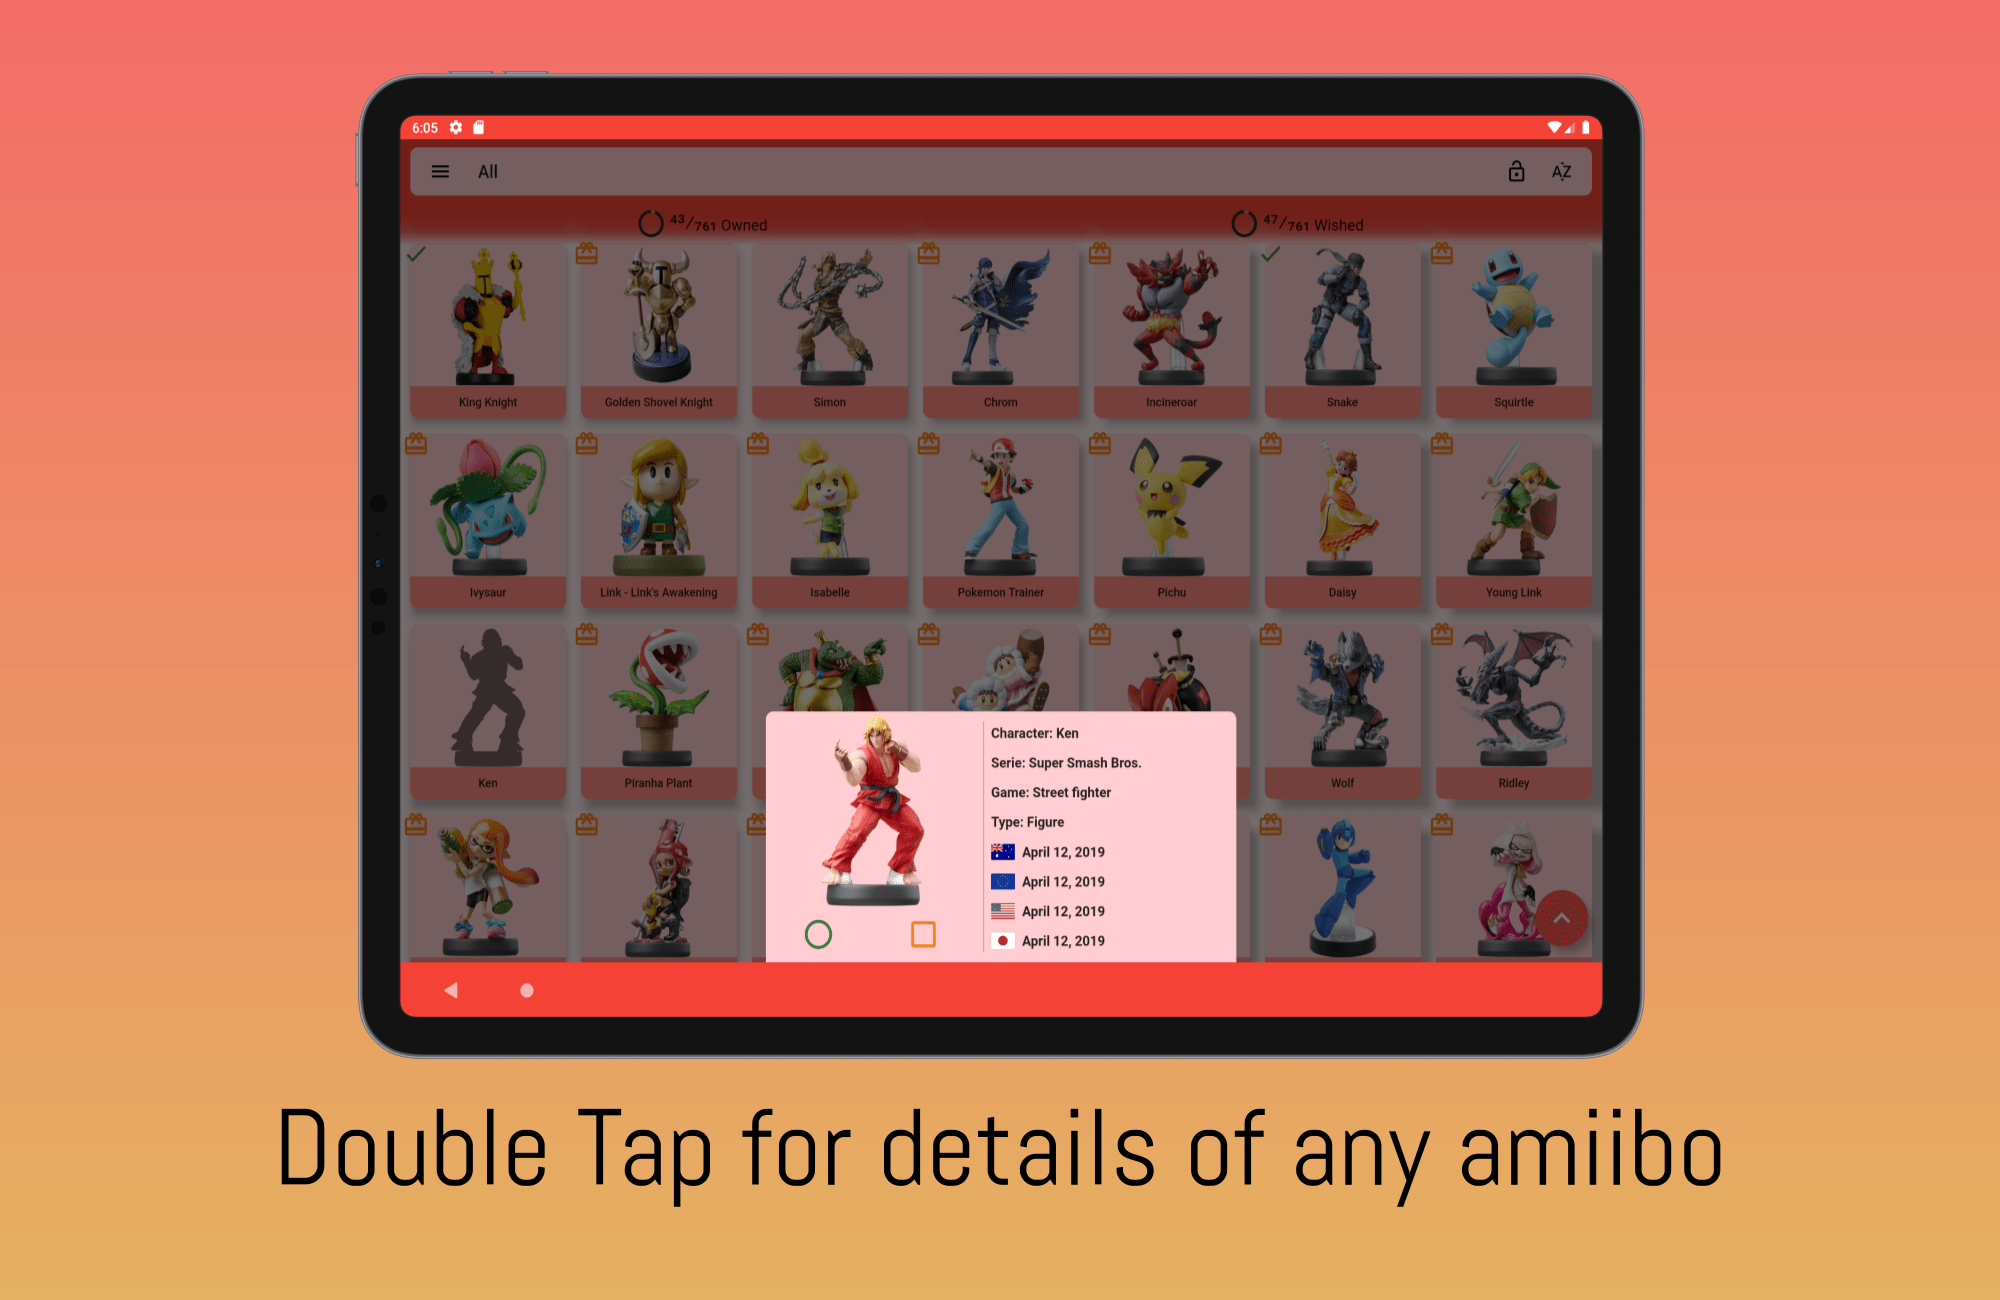 6:05
All
AZ
43/761 Owned
47/761 Wished
King Knight
Golden Shovel Knight
Simon
Chrom
Incineroar
Snake
Squirtle
Ivysaur
Link - Link's Awakening
Isabelle
Pokemon Trainer
Pichu
Daisy
Young Link
Ken
Piranha Plant
Wolf
Ridley
Character: Ken
Serie: Super Smash Bros.
Game: Street fighter
Type: Figure
April 12, 2019
April 12, 2019
April 12, 2019
April 12, 2019
Double Tap for details of any amiibo